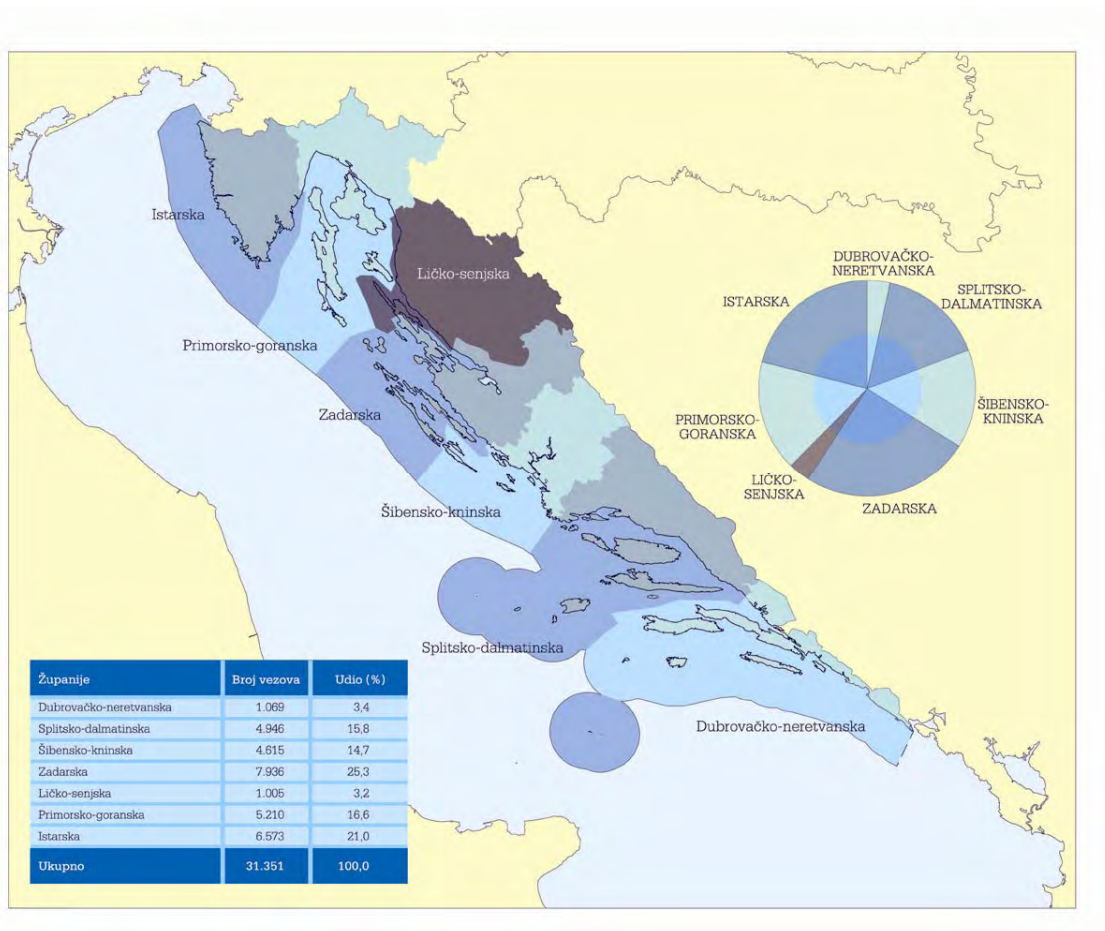 Istarska
Ličko-senjska
Primorsko-goranska
Zadarska
Šibensko-kninska
Splitsko-dalmatinska
Dubrovačko-neretvanska
DUBROVAČKO-
NERETVANSKA
ISTARSKA
SPLITSKO-
DALMATINSKA
PRIMORSKO-
GORANSKA
ŠIBENSKO-
KNINSKA
LIČKO-
SENJSKA
ZADARSKA
Županije Broj vezova Udio (%)
Dubrovačko-neretvanska 1.069 3,4
Splitsko-dalmatinska 4.946 15,8
Šibensko-kninska 4.615 14,7
Zadarska 7.936 25,3
Ličko-senjska 1.005 3,2
Primorsko-goranska 5.210 16,6
Istarska 6.573 21,0
Ukupno 31.351 100,0